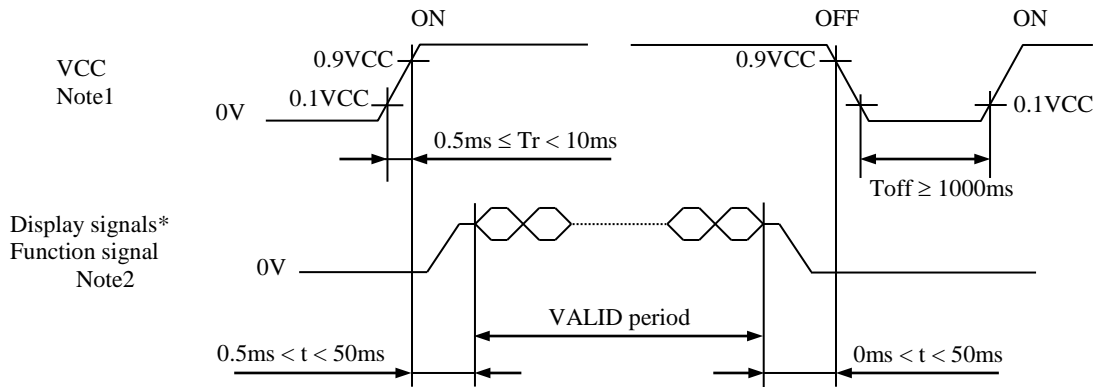 ON OFF ON
VCC
Note1
0.9VCC 0.9VCC
0V 0.1VCC 0.1VCC
0.5ms ≤ Tr < 10ms
Toff ≥ 1000ms
Display signals*
Function signal
Note2
0V
VALID period
0.5ms < t < 50ms 0ms < t < 50ms